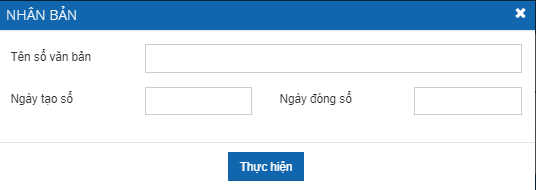 NHÂN BẢN
Tên sổ văn bản
Ngày tạo sổ Ngày đóng sổ
Thực hiện